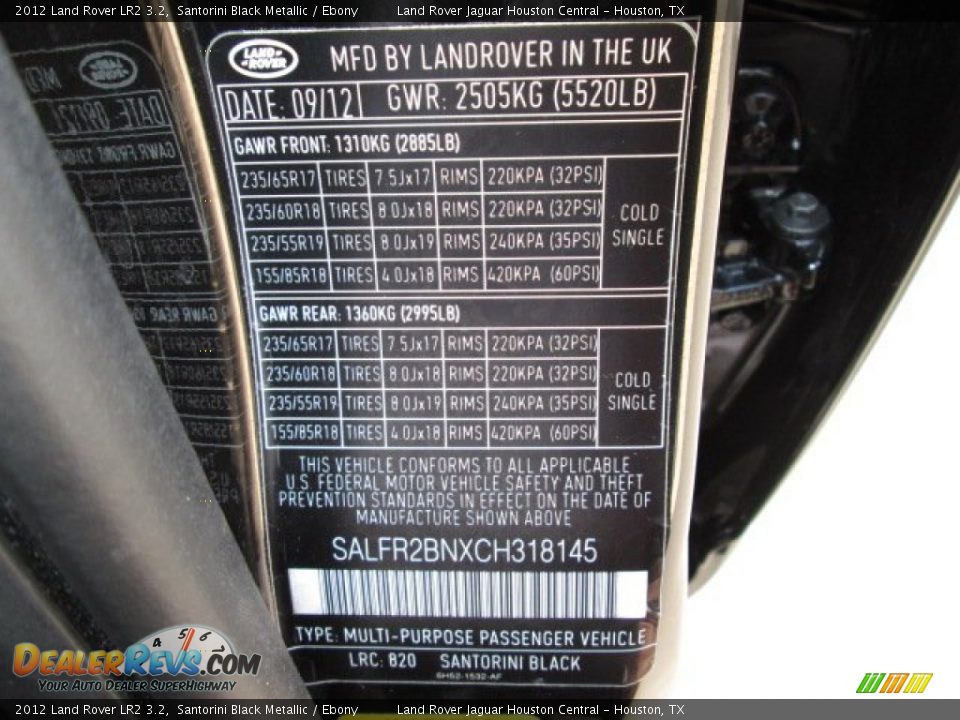 2012 Land Rover LR2 3.2, Santorini Black Metallic / Ebony Land Rover Jaguar Houston Central - Houston, TX
LAND ROVER MFD BY LANDROVER IN THE UK
DATE: 09/12 GWR: 2505KG (5520LB)
GAWR FRONT: 1310KG (2885LB)
235/65R17 TIRES 7.5Jx17 RIMS 220KPA (32PSI)
235/60R18 TIRES 8.0Jx18 RIMS 220KPA (32PSI)
235/55R19 TIRES 8.0Jx19 RIMS 240KPA (35PSI)
155/85R18 TIRES 4.0Jx18 RIMS 420KPA (60PSI)
COLD
SINGLE
GAWR REAR: 1360KG (2995LB)
235/65R17 TIRES 7.5Jx17 RIMS 220KPA (32PSI)
235/60R18 TIRES 8.0Jx18 RIMS 220KPA (32PSI)
235/55R19 TIRES 8.0Jx19 RIMS 240KPA (35PSI)
155/85R18 TIRES 4.0Jx18 RIMS 420KPA (60PSI)
COLD
SINGLE
THIS VEHICLE CONFORMS TO ALL APPLICABLE
U.S. FEDERAL MOTOR VEHICLE SAFETY AND THEFT
PREVENTION STANDARDS IN EFFECT ON THE DATE OF
MANUFACTURE SHOWN ABOVE
SALFR2BNXCH318145
TYPE: MULTI-PURPOSE PASSENGER VEHICLE
LRC: 820 SANTORINI BLACK
6H52-1532-AF
4 5 6
DEALERREVS.COM
YOUR AUTO DEALER SUPERHIGHWAY
2012 Land Rover LR2 3.2, Santorini Black Metallic / Ebony Land Rover Jaguar Houston Central - Houston, TX